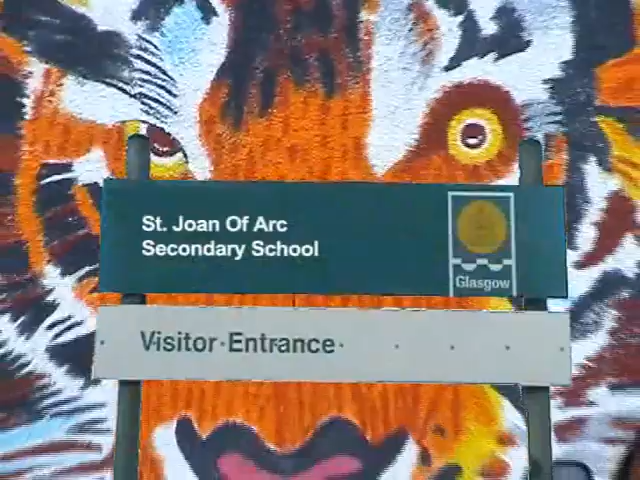 St. Joan Of Arc
Secondary School
Glasgow
Visitor Entrance